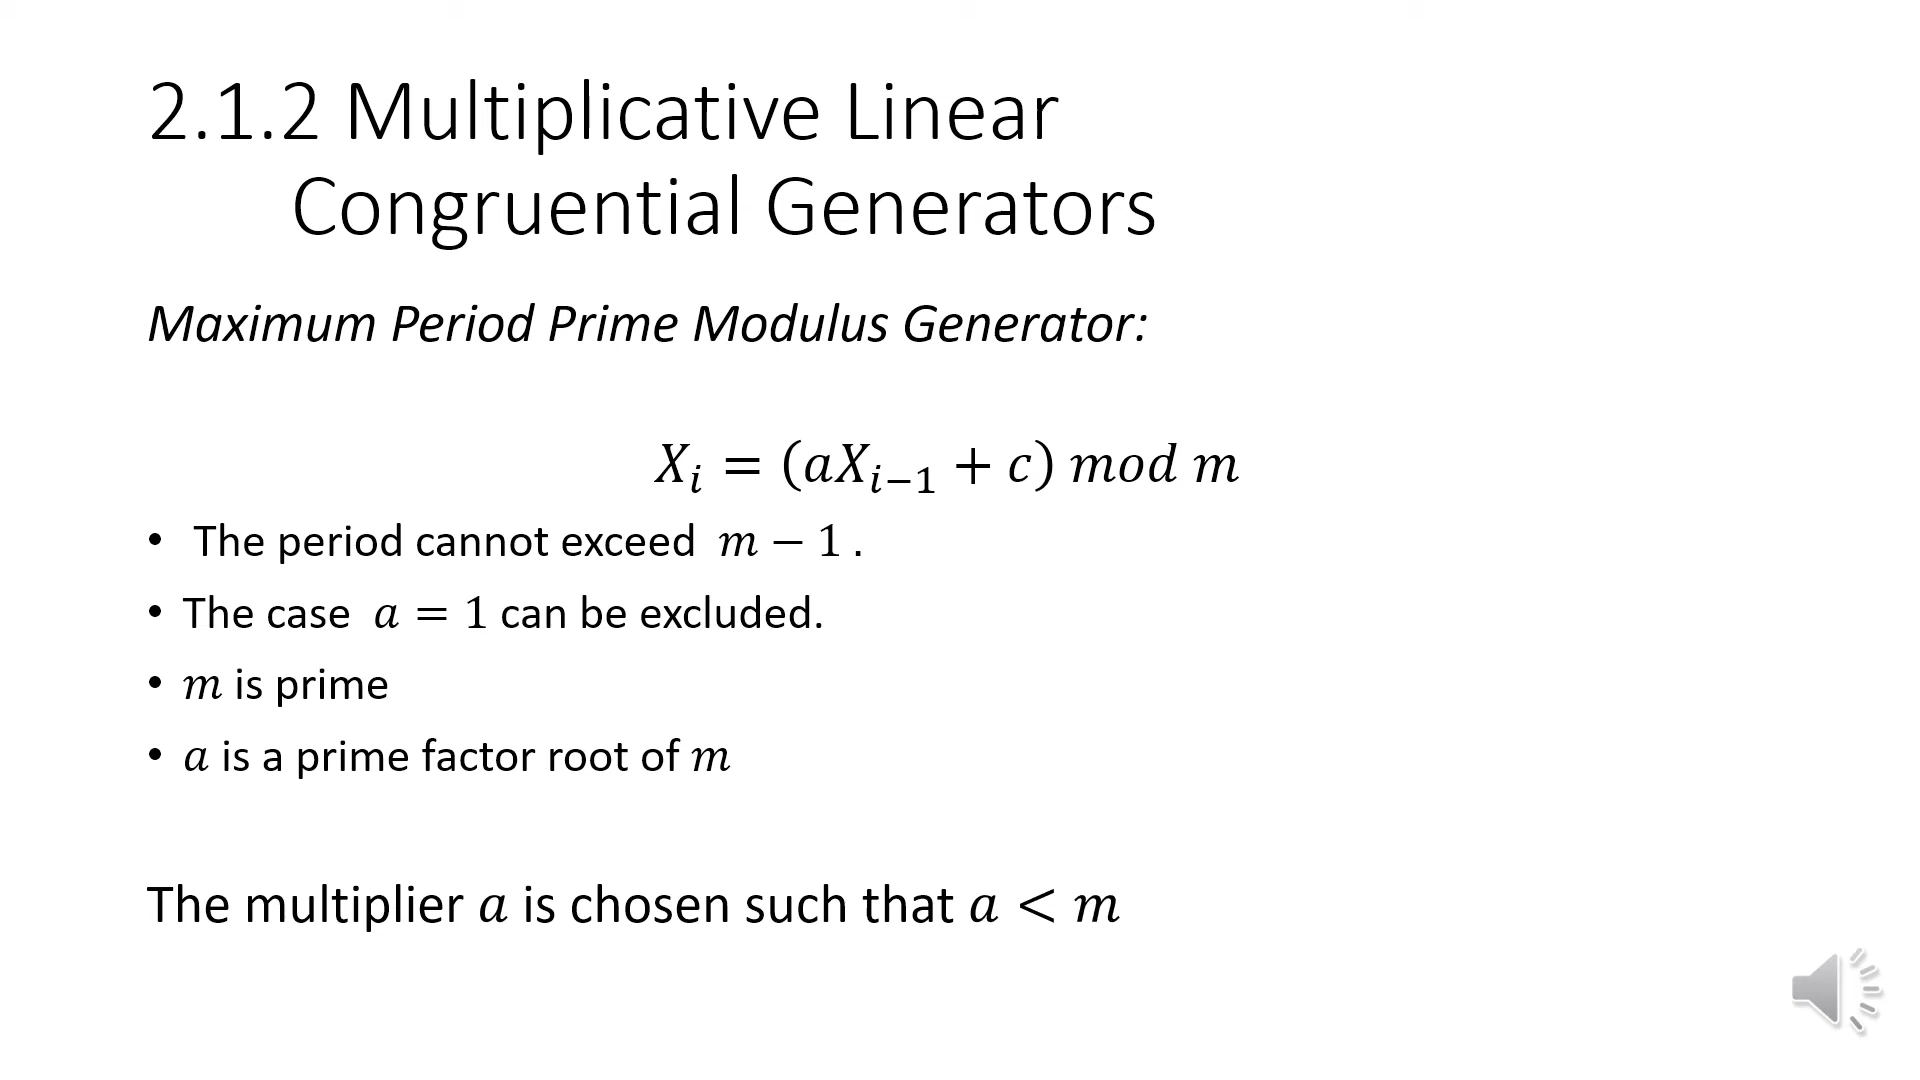 2.1.2 Multiplicative Linear
Congruential Generators
Maximum Period Prime Modulus Generator:
Xᵢ = (aXᵢ₋₁ + c) mod m
• The period cannot exceed m − 1 .
• The case a = 1 can be excluded.
• m is prime
• a is a prime factor root of m
The multiplier a is chosen such that a < m